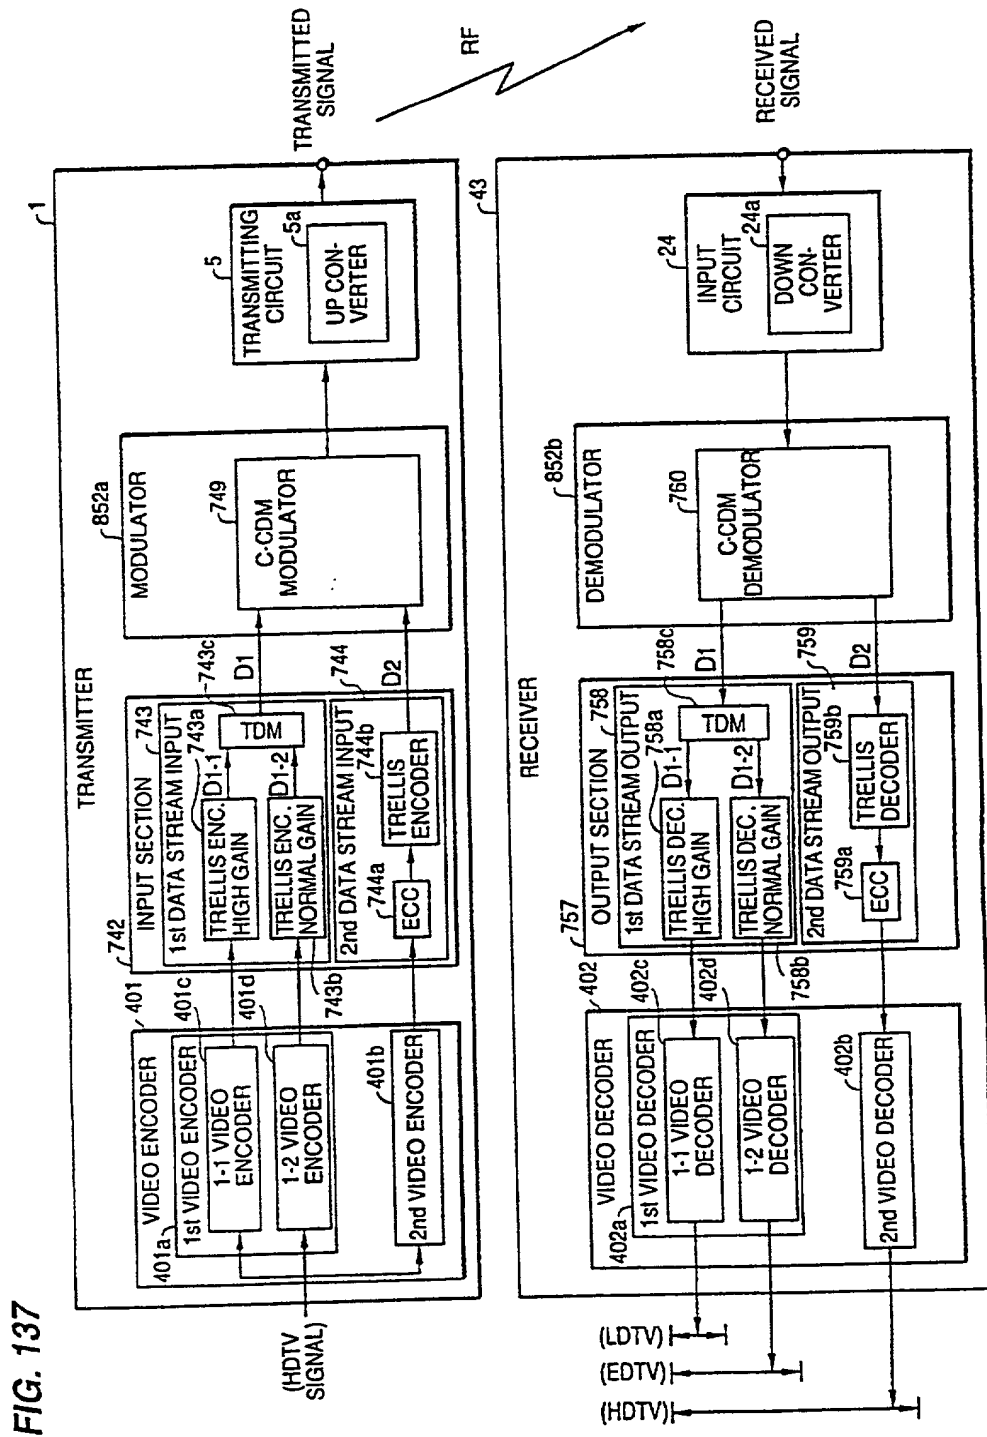 FIG. 137
TRANSMITTER
1
VIDEO ENCODER
401
401a
1st VIDEO ENCODER
401c
1-1 VIDEO
ENCODER
401d
1-2 VIDEO
ENCODER
401b
2nd VIDEO ENCODER
(HDTV
SIGNAL)
742
INPUT SECTION
743
1st DATA STREAM INPUT
743a
TRELLIS ENC.
HIGH GAIN
D1-1
743c
TDM
TRELLIS ENC.
NORMAL GAIN
D1-2
743b
744
2nd DATA STREAM INPUT
744a
ECC
744b
TRELLIS
ENCODER
D1
D2
852a
MODULATOR
749
C-CDM
MODULATOR
5
TRANSMITTING
CIRCUIT
5a
UP CON-
VERTER
TRANSMITTED
SIGNAL
RF
RECEIVER
43
VIDEO DECODER
402
402a
1st VIDEO DECODER
402c
1-1 VIDEO
DECODER
402d
1-2 VIDEO
DECODER
402b
2nd VIDEO DECODER
(LDTV)
(EDTV)
(HDTV)
757
OUTPUT SECTION
758
1st DATA STREAM OUTPUT
758a
TRELLIS DEC.
HIGH GAIN
D1-1
758c
TDM
TRELLIS DEC.
NORMAL GAIN
D1-2
758b
759
2nd DATA STREAM OUTPUT
759a
ECC
759b
TRELLIS
DECODER
D1
D2
852b
DEMODULATOR
760
C-CDM
DEMODULATOR
24
INPUT
CIRCUIT
24a
DOWN
CON-
VERTER
RECEIVED
SIGNAL